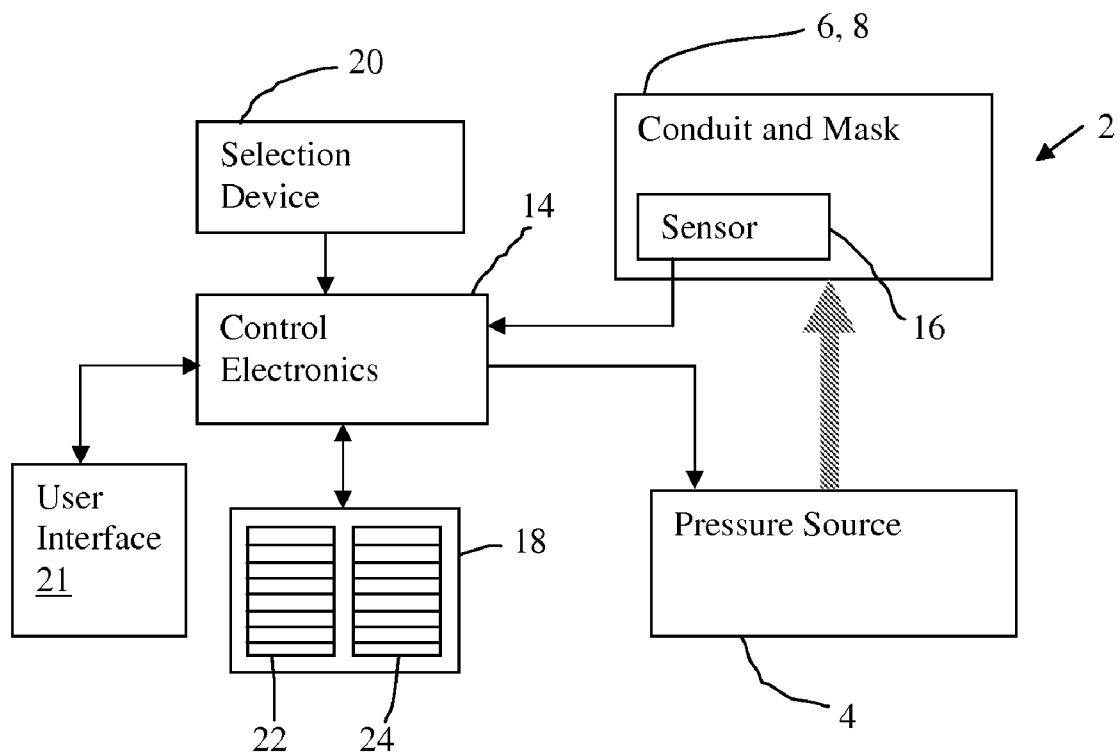 6, 8
20
Conduit and Mask
2
Selection
Device
14
Sensor
16
Control
Electronics
User
Interface
21
18
Pressure Source
22
24
4